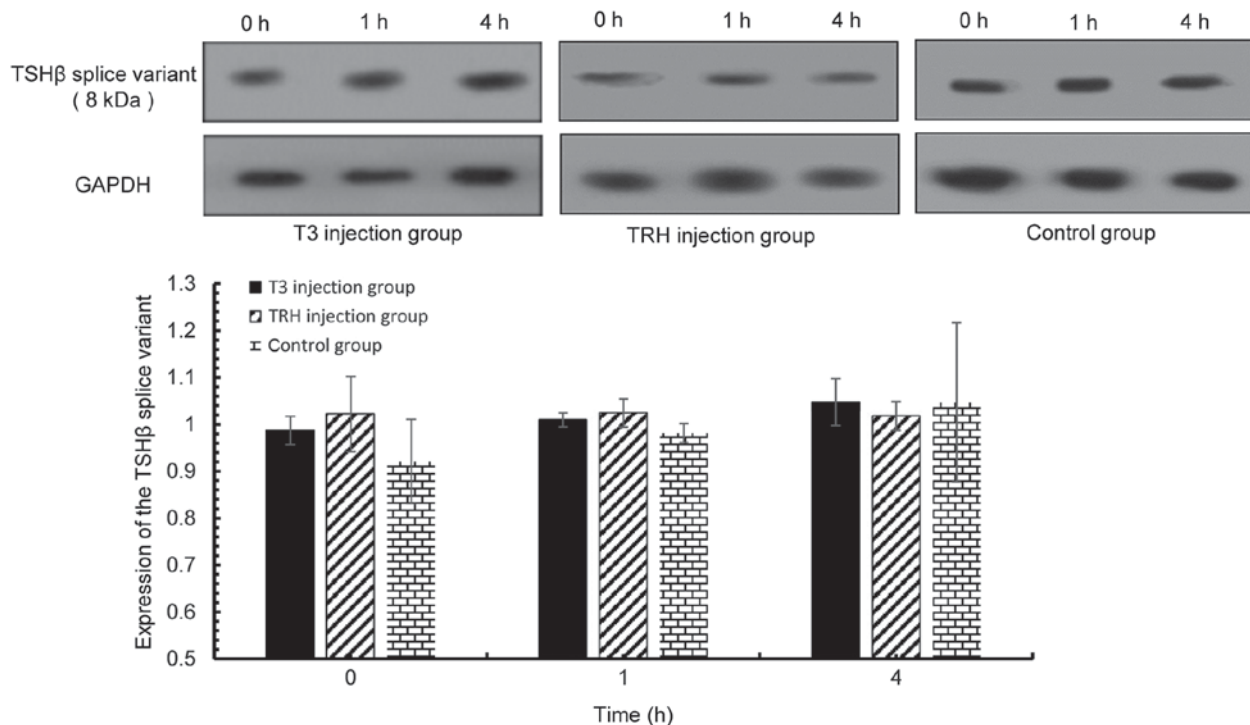 0 h 1 h 4 h 0 h 1 h 4 h 0 h 1 h 4 h
TSHβ splice variant
( 8 kDa )
GAPDH
T3 injection group TRH injection group Control group
Expression of the TSHβ splice variant
1.3
1.2
1.1
1
0.9
0.8
0.7
0.6
0.5
T3 injection group
TRH injection group
Control group
0 1 4
Time (h)